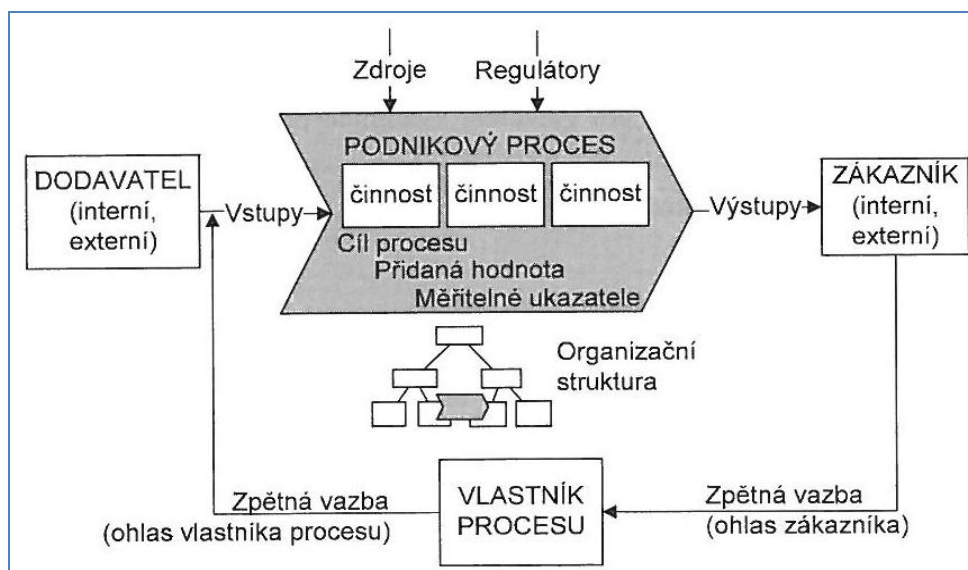 Zdroje
Regulátory
PODNIKOVÝ PROCES
činnost
činnost
činnost
Cíl procesu
Přidaná hodnota
Měřitelné ukazatele
DODAVATEL
(interní,
externí)
Vstupy
Výstupy
ZÁKAZNÍK
(interní,
externí)
Organizační
struktura
Zpětná vazba
(ohlas vlastnika procesu)
VLASTNÍK
PROCESU
Zpětná vazba
(ohlas zákazníka)